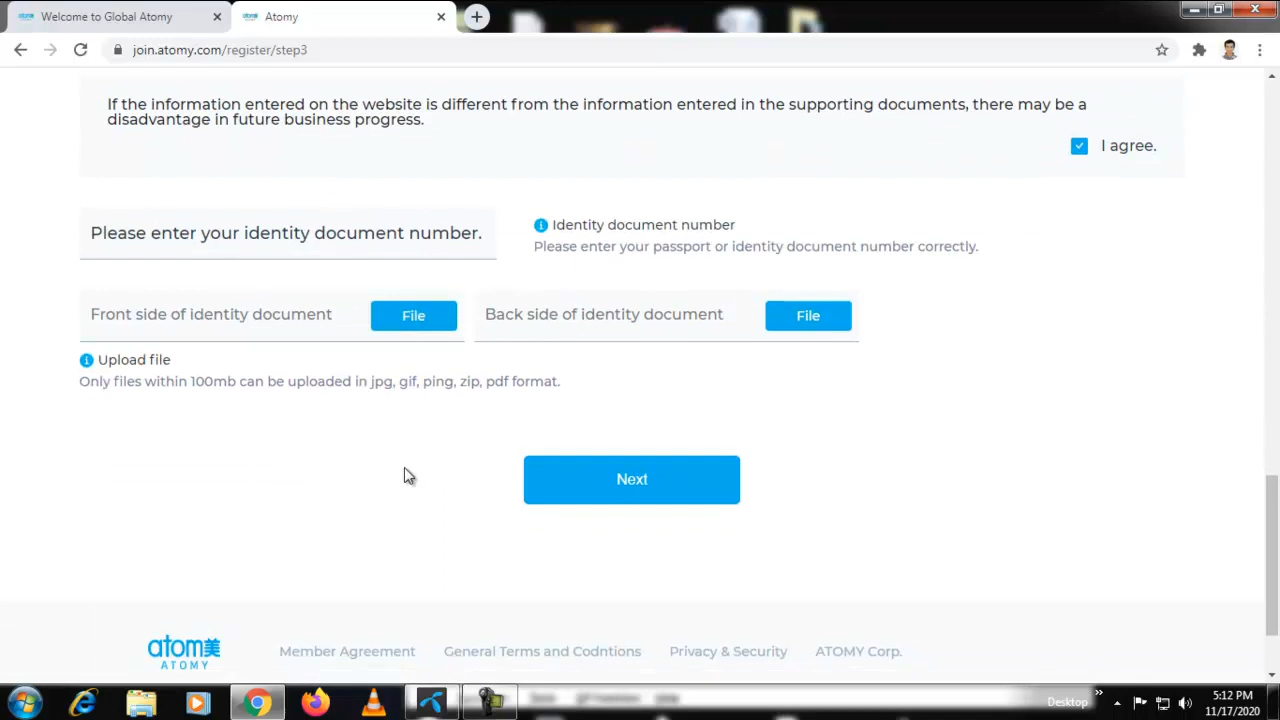 Welcome to Global Atomy
Atomy
join.atomy.com/register/step3
If the information entered on the website is different from the information entered in the supporting documents, there may be a
disadvantage in future business progress.
I agree.
Please enter your identity document number.
Identity document number
Please enter your passport or identity document number correctly.
Front side of identity document
File
Back side of identity document
File
Upload file
Only files within 100mb can be uploaded in jpg, gif, ping, zip, pdf format.
Next
atom美
ATOMY
Member Agreement
General Terms and Codntions
Privacy & Security
ATOMY Corp.
Desktop
5:12 PM
11/17/2020